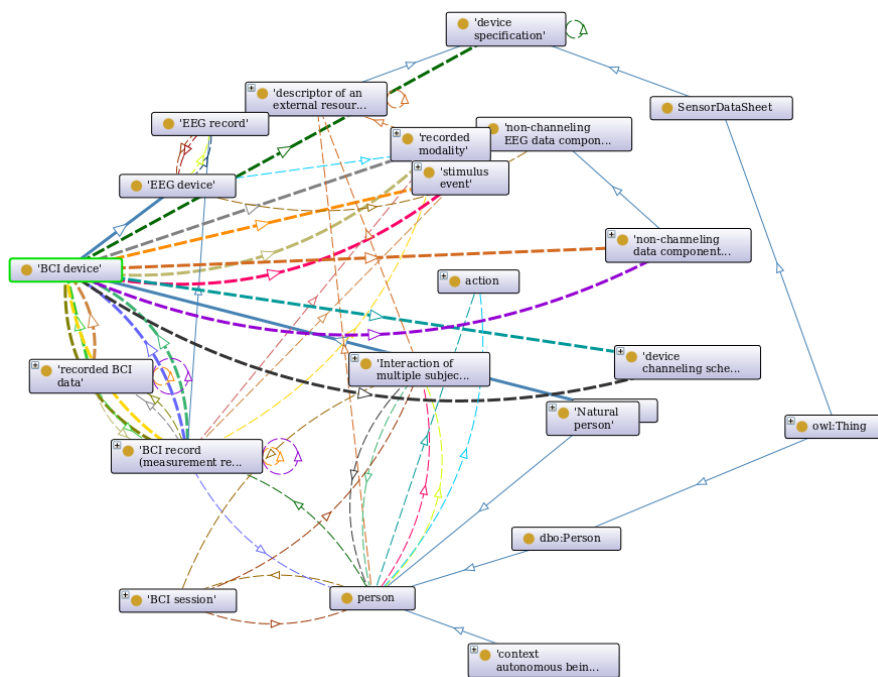 'device
specification'
'descriptor of an
external resour...
SensorDataSheet
'EEG record'
'non-channeling
EEG data compon...
'recorded
modality'
'stimulus
event'
'EEG device'
'non-channeling
data component...
'BCI device'
action
'recorded BCI
data'
'Interaction of
multiple subjec...
'device
channeling sche...
'Natural
person'
owl:Thing
'BCI record
(measurement re...
dbo:Person
'BCI session'
person
'context
autonomous bein...